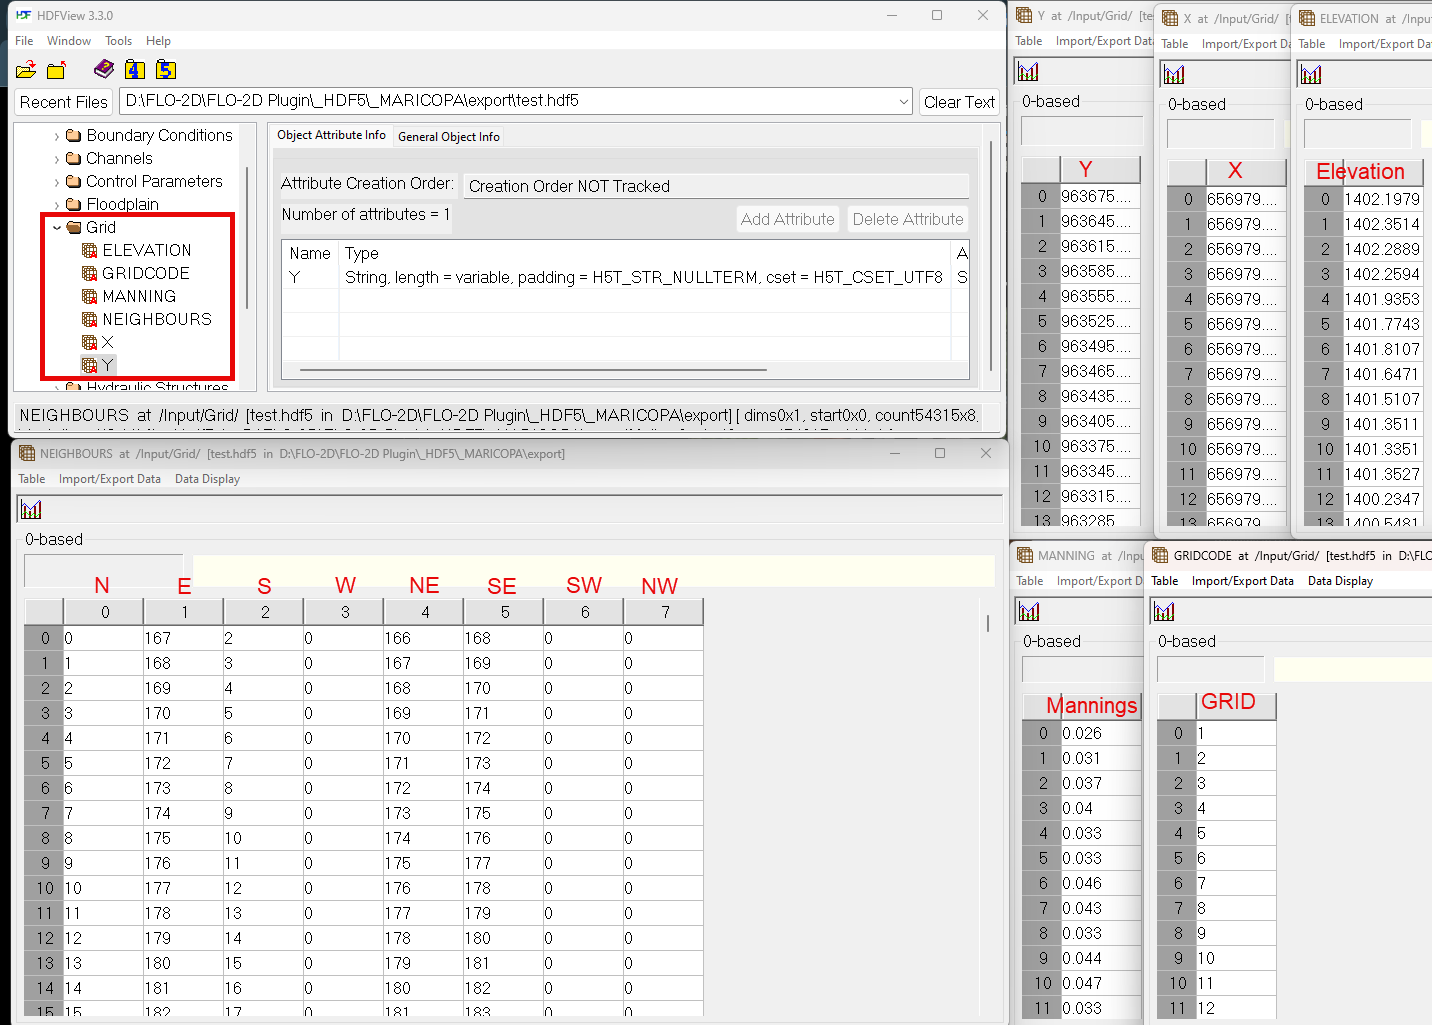 HDFView 3.3.0
File Window Tools Help
Recent Files D:\FLO-2D\FLO-2D Plugin\_HDF5\_MARICOPA\export\test.hdf5 Clear Text
Boundary Conditions
Channels
Control Parameters
Floodplain
Grid
ELEVATION
GRIDCODE
MANNING
NEIGHBOURS
X
Y
Hydraulic Structures
Object Attribute Info General Object Info
Attribute Creation Order: Creation Order NOT Tracked
Number of attributes = 1 Add Attribute Delete Attribute
Name Type A
Y String, length = variable, padding = H5T_STR_NULLTERM, cset = H5T_CSET_UTF8 S
NEIGHBOURS at /Input/Grid/ [test.hdf5 in D:\FLO-2D\FLO-2D Plugin\_HDF5\_MARICOPA\export] [ dims0x1, start0x0, count54315x8,
Y at /Input/Grid/ [tes
Table Import/Export Data
0-based
Y
0 963675....
1 963645....
2 963615....
3 963585....
4 963555....
5 963525....
6 963495....
7 963465....
8 963435....
9 963405....
10 963375....
11 963345....
12 963315....
13 963285
X at /Input/Grid/ [t
Table Import/Export D
0-based
X
0 656979....
1 656979....
2 656979....
3 656979....
4 656979....
5 656979....
6 656979....
7 656979....
8 656979....
9 656979....
10 656979....
11 656979....
12 656979....
13 656979
ELEVATION at /Inpu
Table Import/Export Da
0-based
Elevation
0 1402.1979
1 1402.3514
2 1402.2889
3 1402.2594
4 1401.9353
5 1401.7743
6 1401.8107
7 1401.6471
8 1401.5107
9 1401.3511
10 1401.3351
11 1401.3527
12 1400.2347
13 1400.5481
NEIGHBOURS at /Input/Grid/ [test.hdf5 in D:\FLO-2D\FLO-2D Plugin\_HDF5\_MARICOPA\export]
Table Import/Export Data Data Display
0-based
N E S W NE SE SW NW
0 1 2 3 4 5 6 7
0 0 167 2 0 166 168 0 0
1 1 168 3 0 167 169 0 0
2 2 169 4 0 168 170 0 0
3 3 170 5 0 169 171 0 0
4 4 171 6 0 170 172 0 0
5 5 172 7 0 171 173 0 0
6 6 173 8 0 172 174 0 0
7 7 174 9 0 173 175 0 0
8 8 175 10 0 174 176 0 0
9 9 176 11 0 175 177 0 0
10 10 177 12 0 176 178 0 0
11 11 178 13 0 177 179 0 0
12 12 179 14 0 178 180 0 0
13 13 180 15 0 179 181 0 0
14 14 181 16 0 180 182 0 0
15 15 182 17 0 181 183 0 0
MANNING at /Inpu
Table Import/Export D
0-based
Mannings
0 0.026
1 0.031
2 0.037
3 0.04
4 0.033
5 0.033
6 0.046
7 0.043
8 0.033
9 0.044
10 0.047
11 0.033
GRIDCODE at /Input/Grid/ [test.hdf5 in D:\FLO
Table Import/Export Data Data Display
0-based
GRID
0 1
1 2
2 3
3 4
4 5
5 6
6 7
7 8
8 9
9 10
10 11
11 12